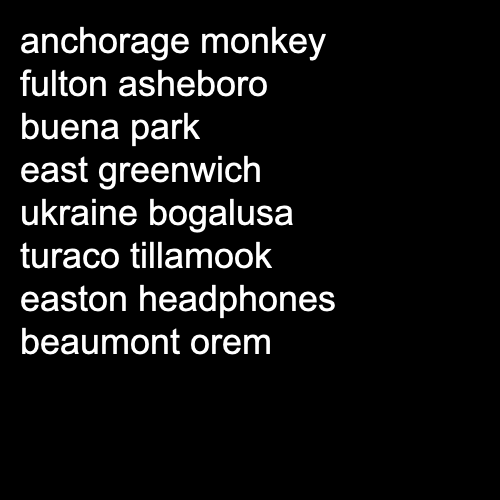 anchorage monkey
fulton asheboro
buena park
east greenwich
ukraine bogalusa
turaco tillamook
easton headphones
beaumont orem